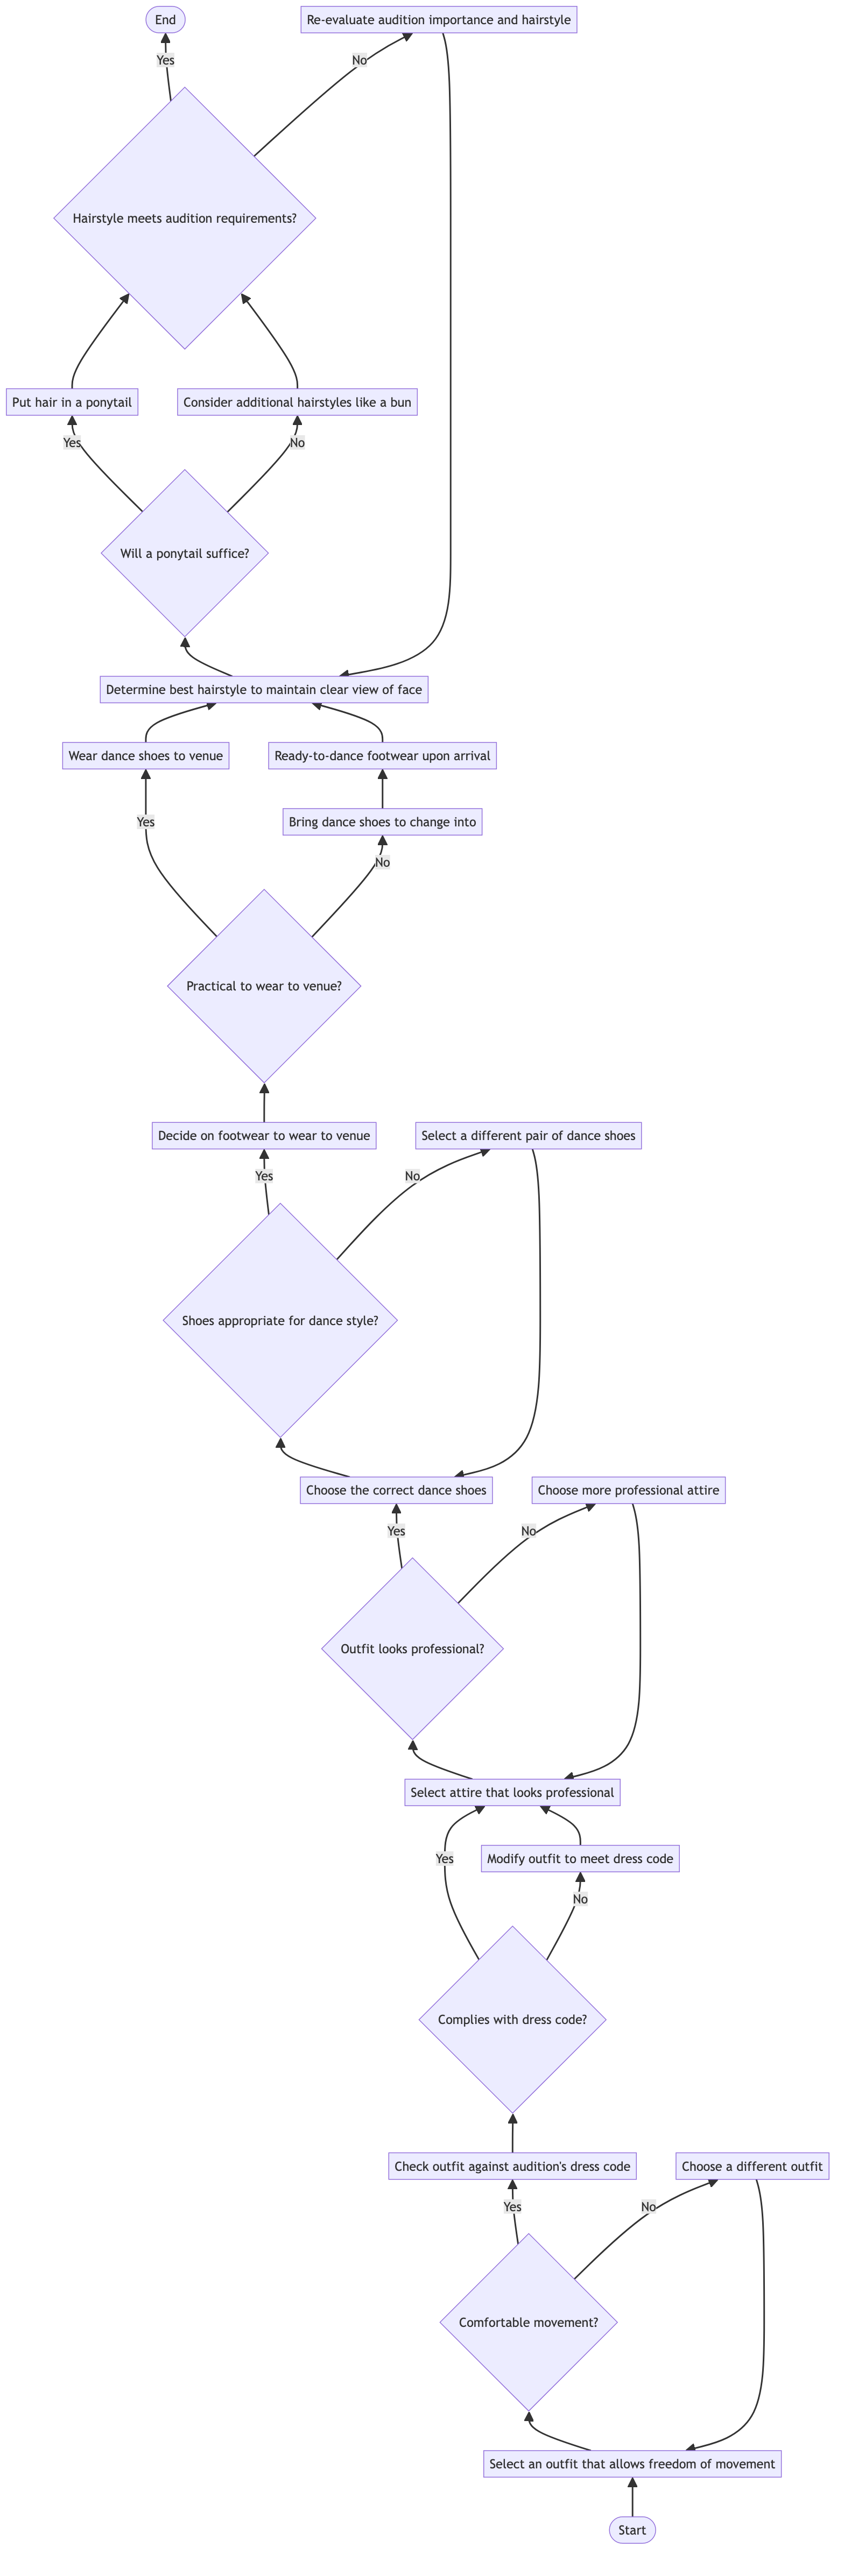 End
Re-evaluate audition importance and hairstyle
Yes
No
Hairstyle meets audition requirements?
Put hair in a ponytail
Consider additional hairstyles like a bun
Yes
No
Will a ponytail suffice?
Determine best hairstyle to maintain clear view of face
Wear dance shoes to venue
Ready-to-dance footwear upon arrival
Yes
Bring dance shoes to change into
No
Practical to wear to venue?
Decide on footwear to wear to venue
Select a different pair of dance shoes
Yes
No
Shoes appropriate for dance style?
Choose the correct dance shoes
Choose more professional attire
Yes
No
Outfit looks professional?
Select attire that looks professional
Yes
Modify outfit to meet dress code
No
Complies with dress code?
Check outfit against audition's dress code
Choose a different outfit
Yes
No
Comfortable movement?
Select an outfit that allows freedom of movement
Start